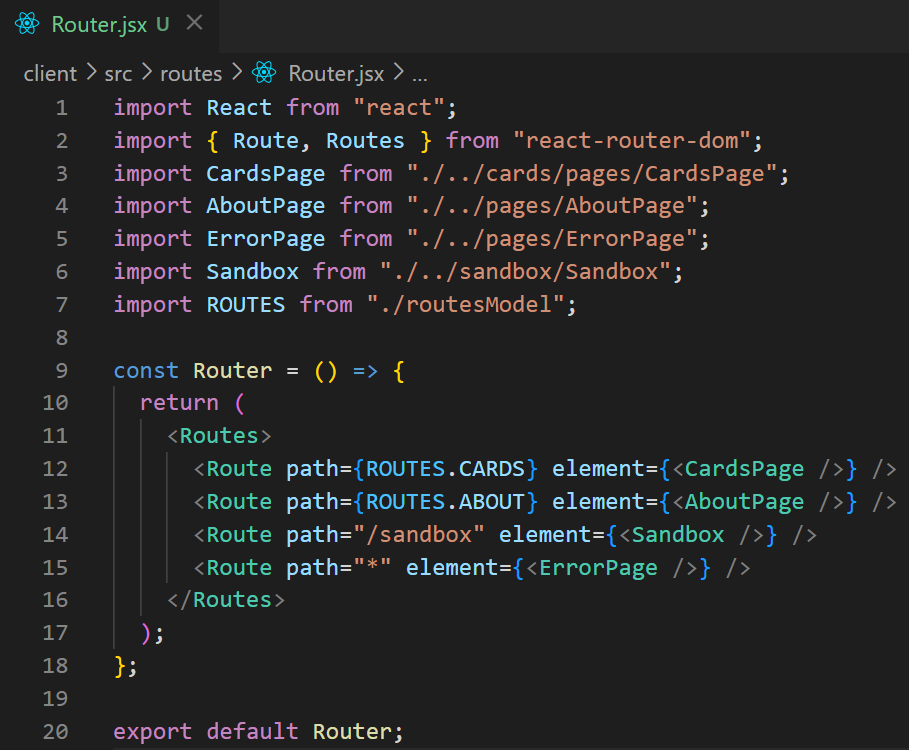 Router.jsx U
client > src > routes > Router.jsx > ...
1 import React from "react";
2 import { Route, Routes } from "react-router-dom";
3 import CardsPage from "./../cards/pages/CardsPage";
4 import AboutPage from "./../pages/AboutPage";
5 import ErrorPage from "./../pages/ErrorPage";
6 import Sandbox from "./../sandbox/Sandbox";
7 import ROUTES from "./routesModel";
8
9 const Router = () => {
10   return (
11     <Routes>
12       <Route path={ROUTES.CARDS} element={<CardsPage />} />
13       <Route path={ROUTES.ABOUT} element={<AboutPage />} />
14       <Route path="/sandbox" element={<Sandbox />} />
15       <Route path="*" element={<ErrorPage />} />
16     </Routes>
17   );
18 };
19
20 export default Router;